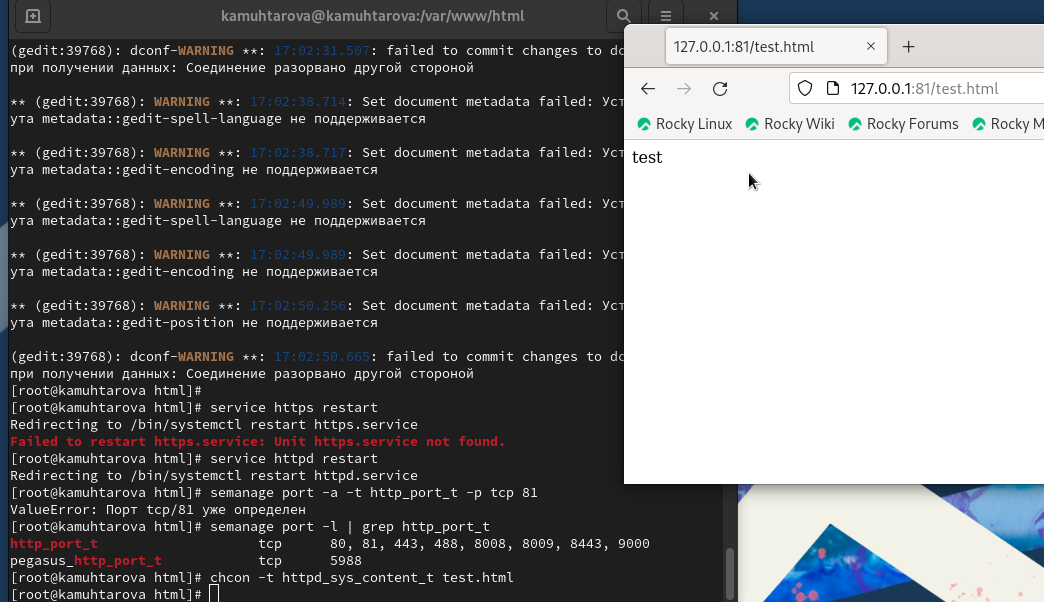 kamuhtarova@kamuhtarova:/var/www/html
(gedit:39768): dconf-WARNING **: 17:02:31.507: failed to commit changes to dc
при получении данных: Соединение разорвано другой стороной
** (gedit:39768): WARNING **: 17:02:38.714: Set document metadata failed: Уст
ута metadata::gedit-spell-language не поддерживается
** (gedit:39768): WARNING **: 17:02:38.717: Set document metadata failed: Уст
ута metadata::gedit-encoding не поддерживается
** (gedit:39768): WARNING **: 17:02:49.989: Set document metadata failed: Уст
ута metadata::gedit-spell-language не поддерживается
** (gedit:39768): WARNING **: 17:02:49.989: Set document metadata failed: Уст
ута metadata::gedit-encoding не поддерживается
** (gedit:39768): WARNING **: 17:02:50.256: Set document metadata failed: Уст
ута metadata::gedit-position не поддерживается
(gedit:39768): dconf-WARNING **: 17:02:50.665: failed to commit changes to dc
при получении данных: Соединение разорвано другой стороной
[root@kamuhtarova html]#
[root@kamuhtarova html]# service https restart
Redirecting to /bin/systemctl restart https.service
Failed to restart https.service: Unit https.service not found.
[root@kamuhtarova html]# service httpd restart
Redirecting to /bin/systemctl restart httpd.service
[root@kamuhtarova html]# semanage port -a -t http_port_t -p tcp 81
ValueError: Порт tcp/81 уже определен
[root@kamuhtarova html]# semanage port -l | grep http_port_t
http_port_t tcp 80, 81, 443, 488, 8008, 8009, 8443, 9000
pegasus_http_port_t tcp 5988
[root@kamuhtarova html]# chcon -t httpd_sys_content_t test.html
[root@kamuhtarova html]#
127.0.0.1:81/test.html
127.0.0.1:81/test.html
Rocky Linux Rocky Wiki Rocky Forums Rocky M
test